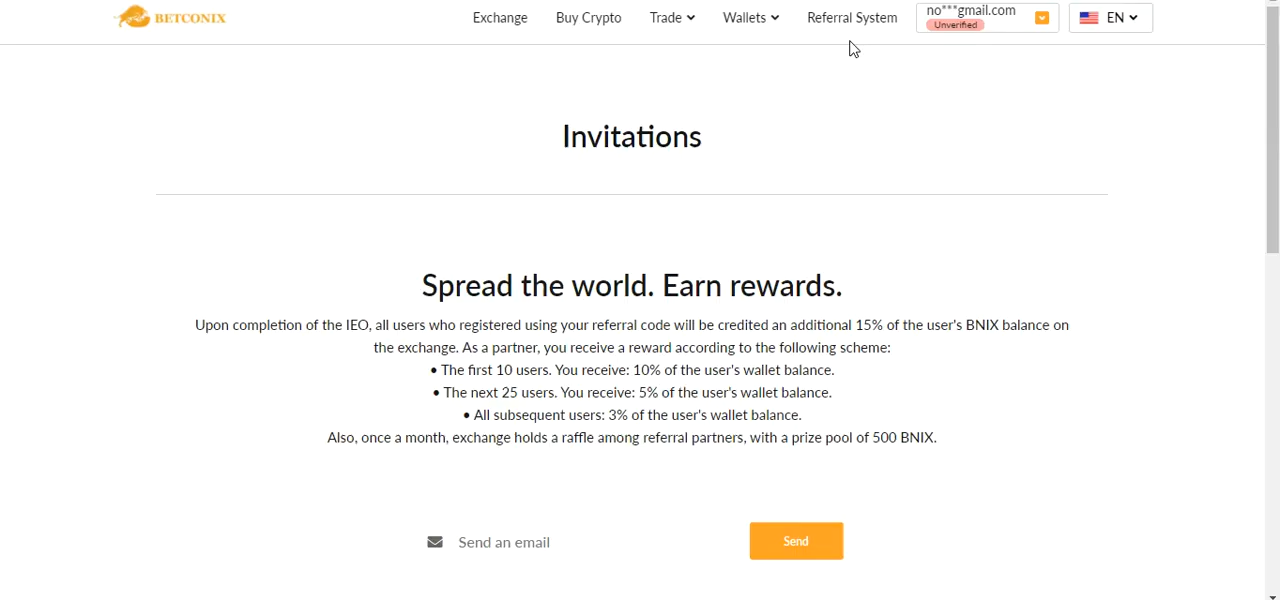 BETCONIX
Exchange Buy Crypto Trade Wallets Referral System no***gmail.com EN
Unverified
Invitations
Spread the world. Earn rewards.
Upon completion of the IEO, all users who registered using your referral code will be credited an additional 15% of the user's BNIX balance on
the exchange. As a partner, you receive a reward according to the following scheme:
• The first 10 users. You receive: 10% of the user's wallet balance.
• The next 25 users. You receive: 5% of the user's wallet balance.
• All subsequent users: 3% of the user's wallet balance.
Also, once a month, exchange holds a raffle among referral partners, with a prize pool of 500 BNIX.
Send an email Send